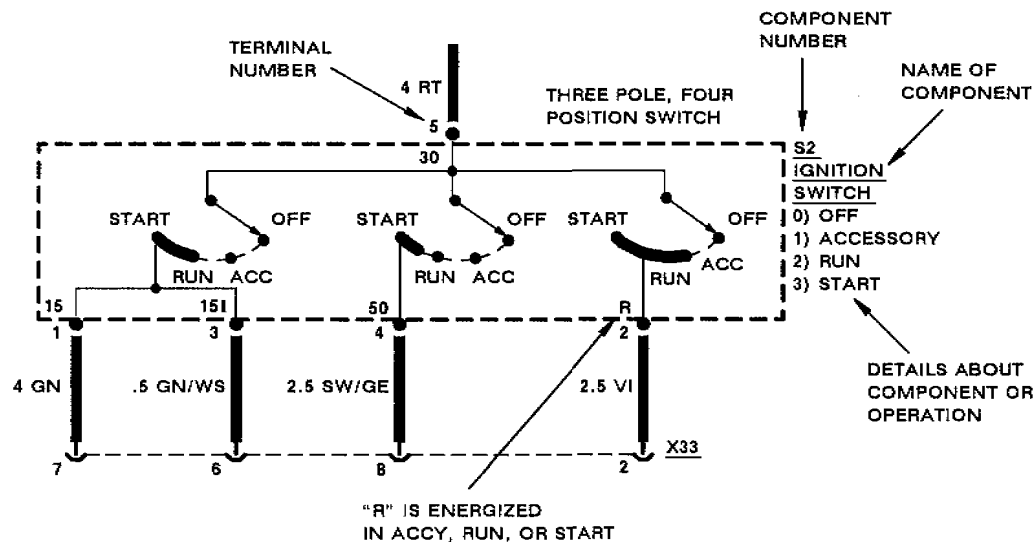 COMPONENT
NUMBER
TERMINAL
NUMBER
NAME OF
COMPONENT
4 RT
THREE POLE, FOUR
POSITION SWITCH
5
30
S2
IGNITION
SWITCH
0) OFF
1) ACCESSORY
2) RUN
3) START
START
OFF
RUN
ACC
START
OFF
RUN
ACC
START
OFF
RUN
ACC
15
15I
50
R
1
3
4
2
4 GN
.5 GN/WS
2.5 SW/GE
2.5 VI
DETAILS ABOUT
COMPONENT OR
OPERATION
7
6
8
2
X33
"R" IS ENERGIZED
IN ACCY, RUN, OR START